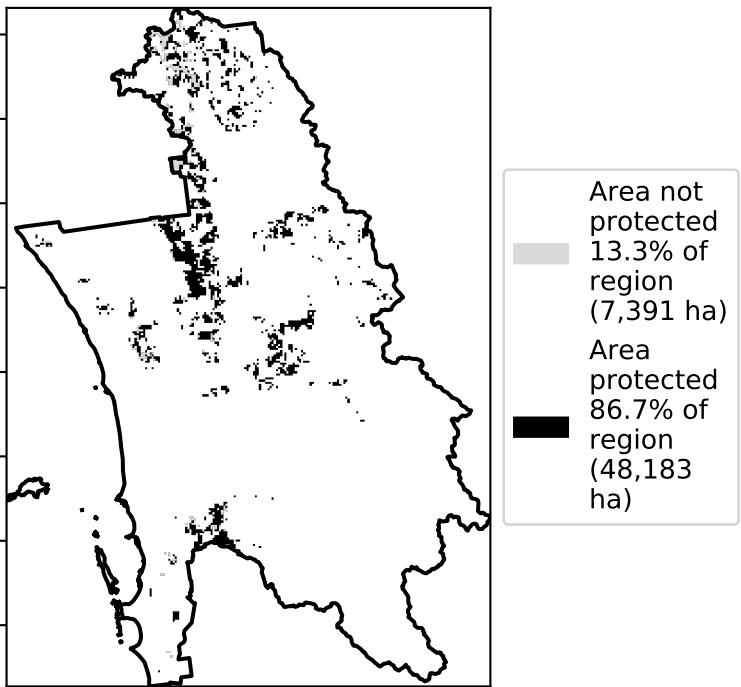 Area not
protected
13.3% of
region
(7,391 ha)
Area
protected
86.7% of
region
(48,183
ha)